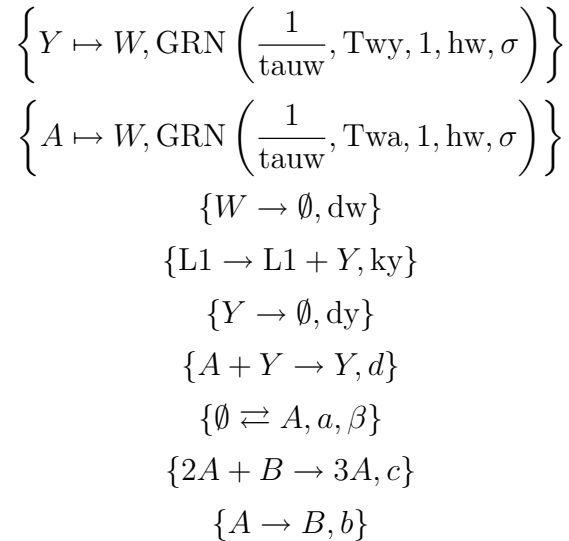 {Y ↦ W, GRN(1/tauw, Twy, 1, hw, σ)}
{A ↦ W, GRN(1/tauw, Twa, 1, hw, σ)}
{W → ∅, dw}
{L1 → L1 + Y, ky}
{Y → ∅, dy}
{A + Y → Y, d}
{∅ ⇄ A, a, β}
{2A + B → 3A, c}
{A → B, b}